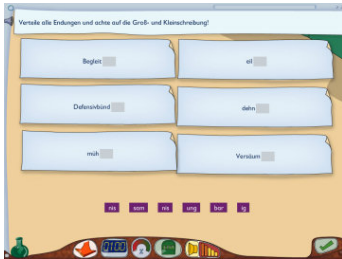 Verteile alle Endungen und achte auf die Groß- und Kleinschreibung!
Begleit
eil
Defensivbünd
dehn
müh
Versäum
nis sam nis ung bar ig